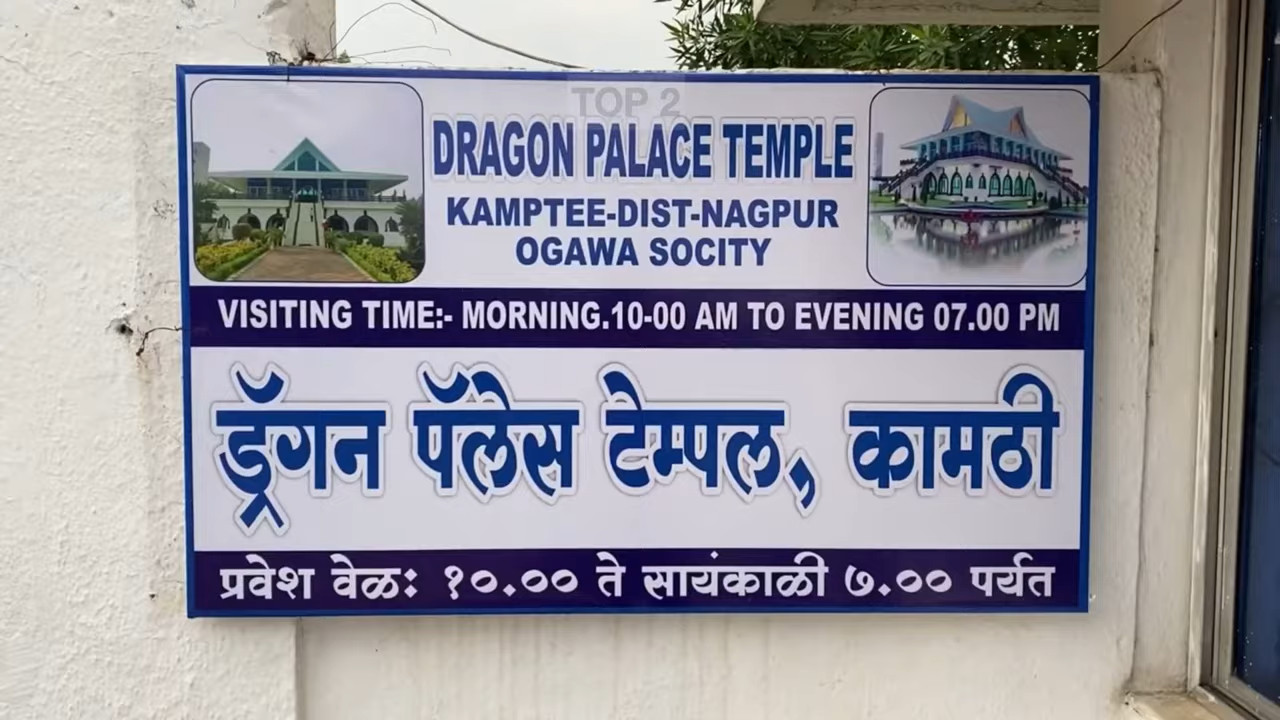 TOP 2
DRAGON PALACE TEMPLE
KAMPTEE-DIST-NAGPUR
OGAWA SOCITY
VISITING TIME:- MORNING.10-00 AM TO EVENING 07.00 PM
ड्रॅगन पॅलेस टेम्पल, कामठी
प्रवेश वेळः १०.०० ते सायंकाळी ७.०० पर्यत